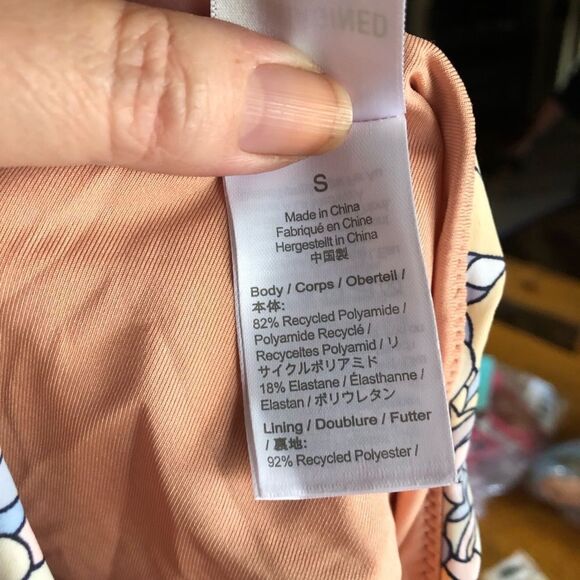 S
Made in China
Fabriqué en Chine
Hergestellt in China
中国製
Body / Corps / Oberteil /
本体:
82% Recycled Polyamide /
Polyamide Recyclé /
Recyceltes Polyamid / リ
サイクルポリアミド
18% Elastane / Élasthanne /
Elastan / ポリウレタン
Lining / Doublure / Futter
/ 裏地:
92% Recycled Polyester /